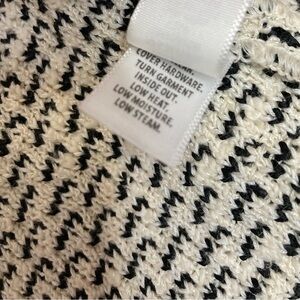 COVER HARDWARE.
TURN GARMENT
INSIDE OUT.
LOW HEAT.
LOW MOISTURE.
LOW STEAM.